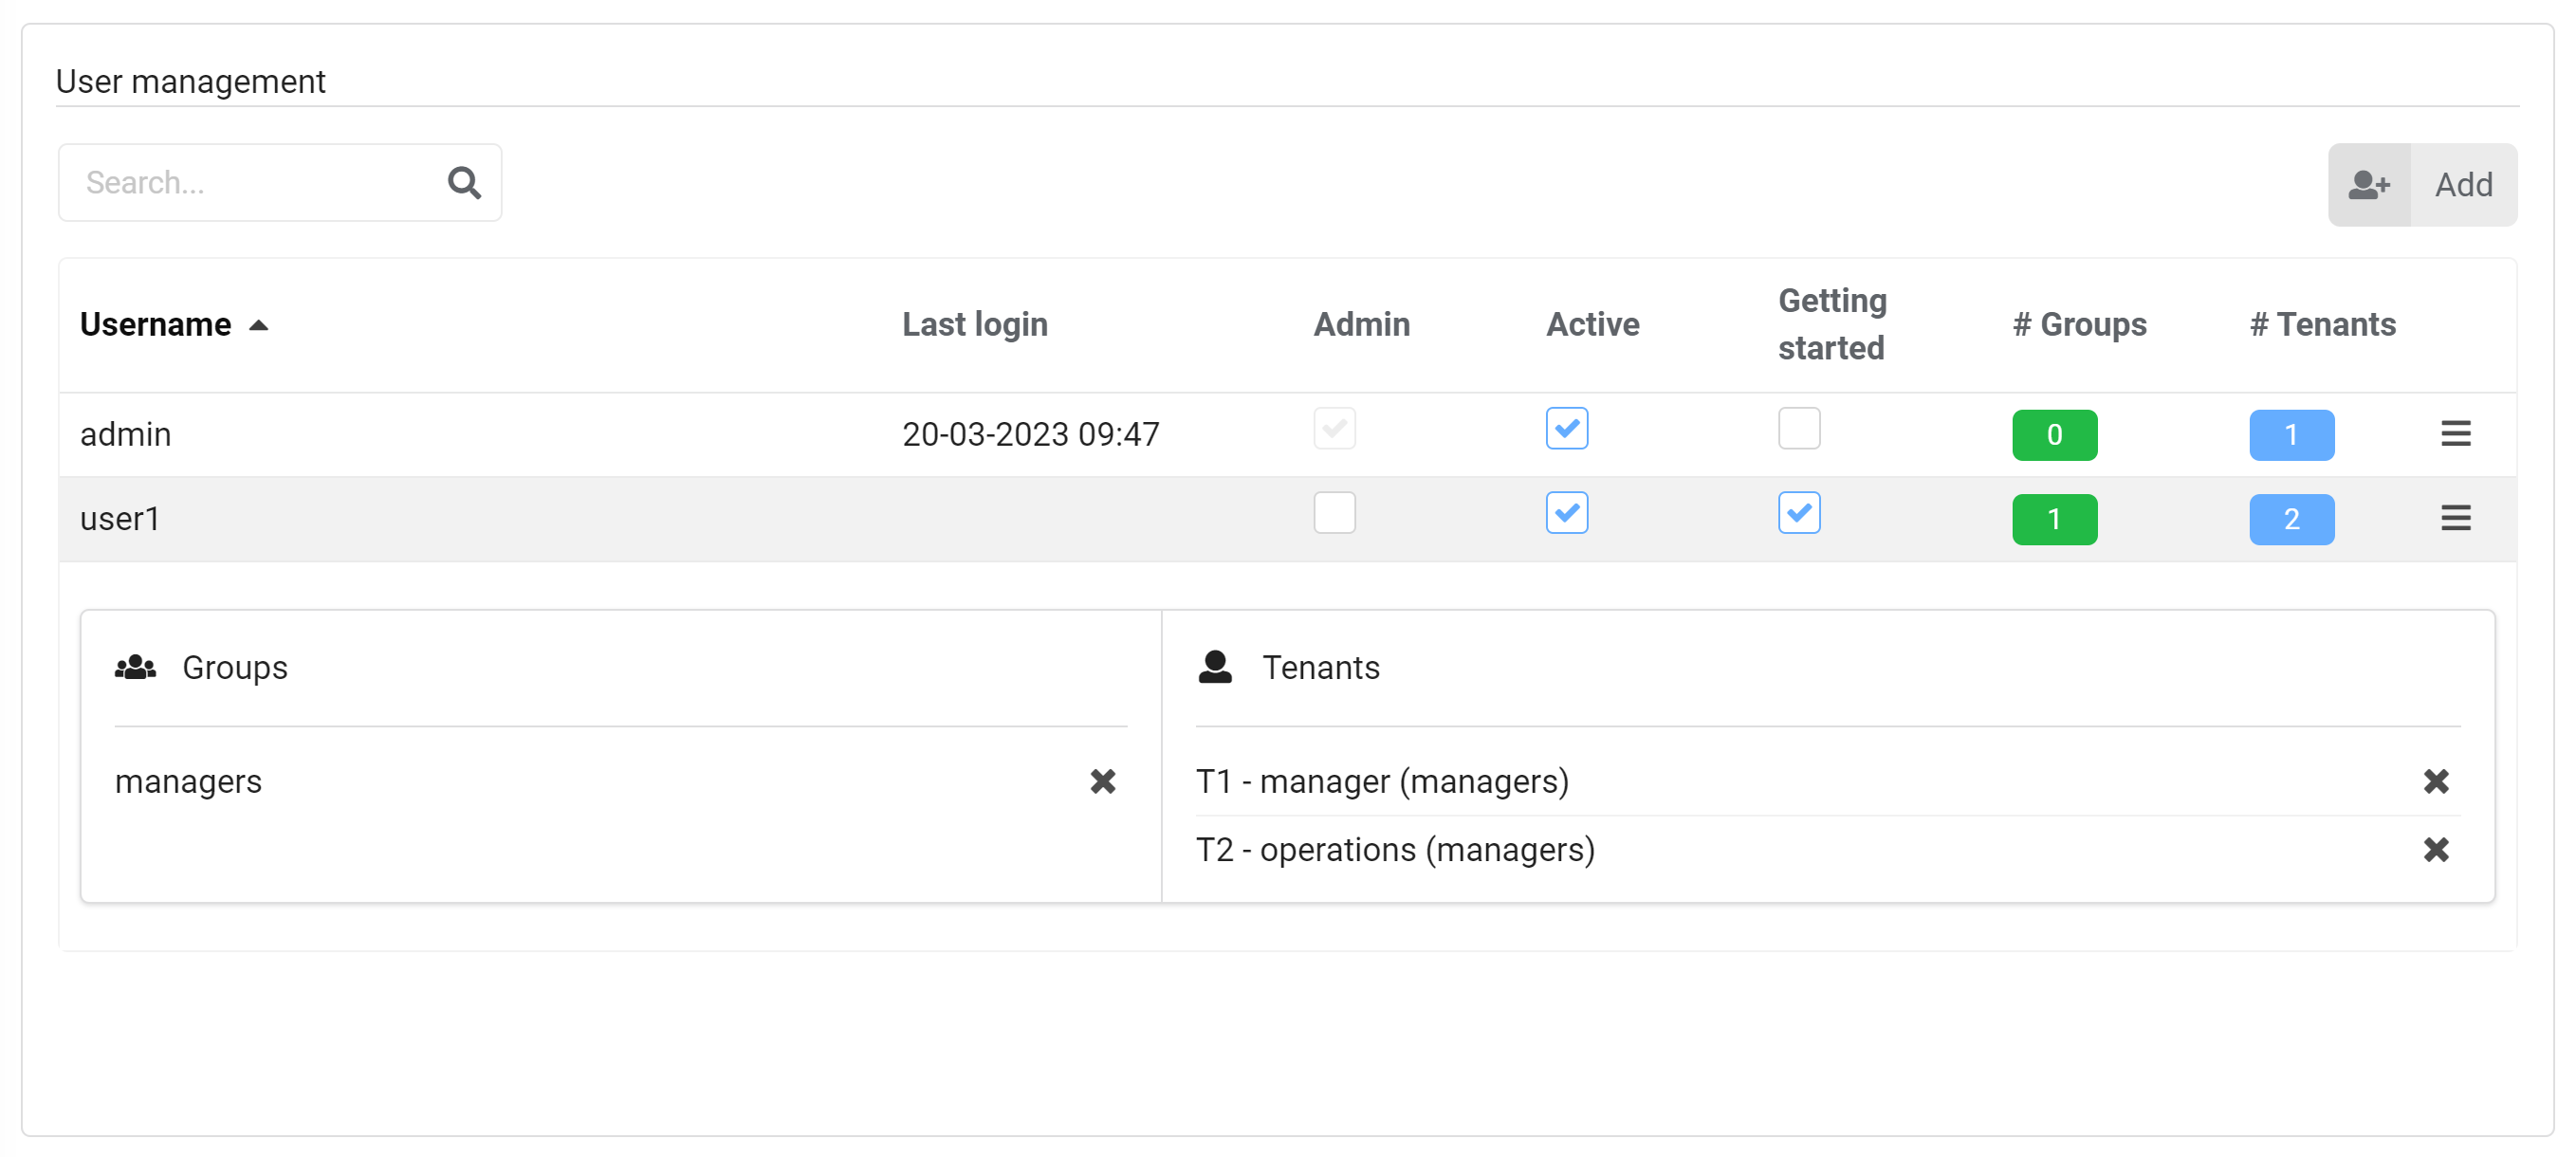 User management
Search...
Add
Username Last login Admin Active Getting started # Groups # Tenants
admin 20-03-2023 09:47 0 1
user1 1 2
Groups
managers
Tenants
T1 - manager (managers)
T2 - operations (managers)